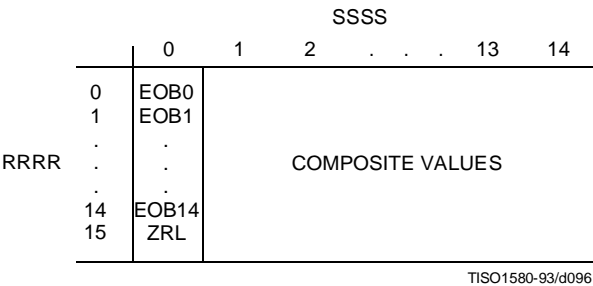 SSSS
0 1 2 . . . 13 14
0 EOB0
1 EOB1
. .
RRRR . . COMPOSITE VALUES
. .
14 EOB14
15 ZRL
TISO1580-93/d096